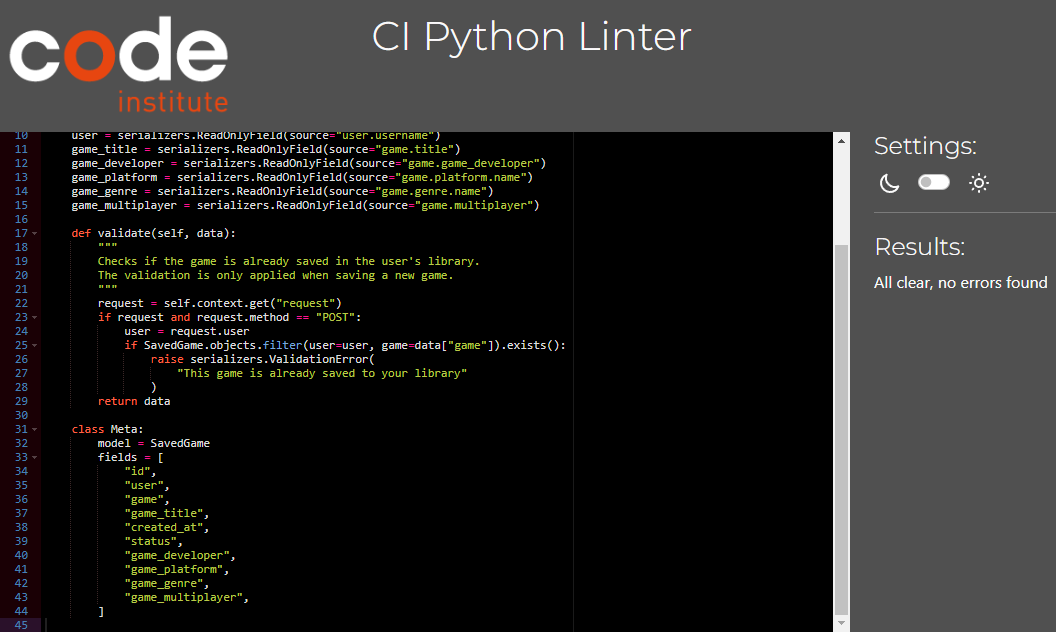 code
institute
CI Python Linter
10 user = serializers.ReadOnlyField(source="user.username")
11 game_title = serializers.ReadOnlyField(source="game.title")
12 game_developer = serializers.ReadOnlyField(source="game.game_developer")
13 game_platform = serializers.ReadOnlyField(source="game.platform.name")
14 game_genre = serializers.ReadOnlyField(source="game.genre.name")
15 game_multiplayer = serializers.ReadOnlyField(source="game.multiplayer")
16
17 def validate(self, data):
18 """
19 Checks if the game is already saved in the user's library.
20 The validation is only applied when saving a new game.
21 """
22 request = self.context.get("request")
23 if request and request.method == "POST":
24 user = request.user
25 if SavedGame.objects.filter(user=user, game=data["game"]).exists():
26 raise serializers.ValidationError(
27 "This game is already saved to your library"
28 )
29 return data
30
31 class Meta:
32 model = SavedGame
33 fields = [
34 "id",
35 "user",
36 "game",
37 "game_title",
38 "created_at",
39 "status",
40 "game_developer",
41 "game_platform",
42 "game_genre",
43 "game_multiplayer",
44 ]
45
Settings:
Results:
All clear, no errors found